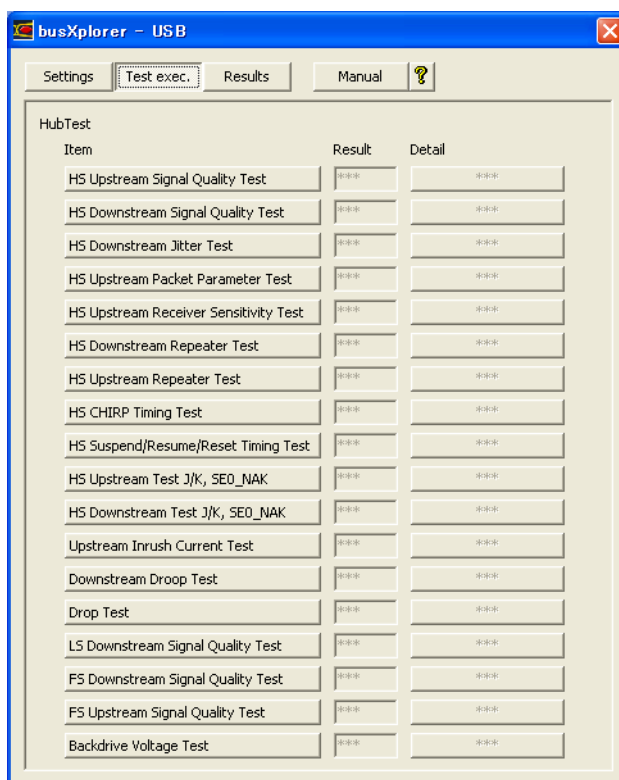 busXplorer - USB
Settings Test exec. Results Manual ?
HubTest
Item Result Detail
HS Upstream Signal Quality Test *** ***
HS Downstream Signal Quality Test *** ***
HS Downstream Jitter Test *** ***
HS Upstream Packet Parameter Test *** ***
HS Upstream Receiver Sensitivity Test *** ***
HS Downstream Repeater Test *** ***
HS Upstream Repeater Test *** ***
HS CHIRP Timing Test *** ***
HS Suspend/Resume/Reset Timing Test *** ***
HS Upstream Test J/K, SE0_NAK *** ***
HS Downstream Test J/K, SE0_NAK *** ***
Upstream Inrush Current Test *** ***
Downstream Droop Test *** ***
Drop Test *** ***
LS Downstream Signal Quality Test *** ***
FS Downstream Signal Quality Test *** ***
FS Upstream Signal Quality Test *** ***
Backdrive Voltage Test *** ***